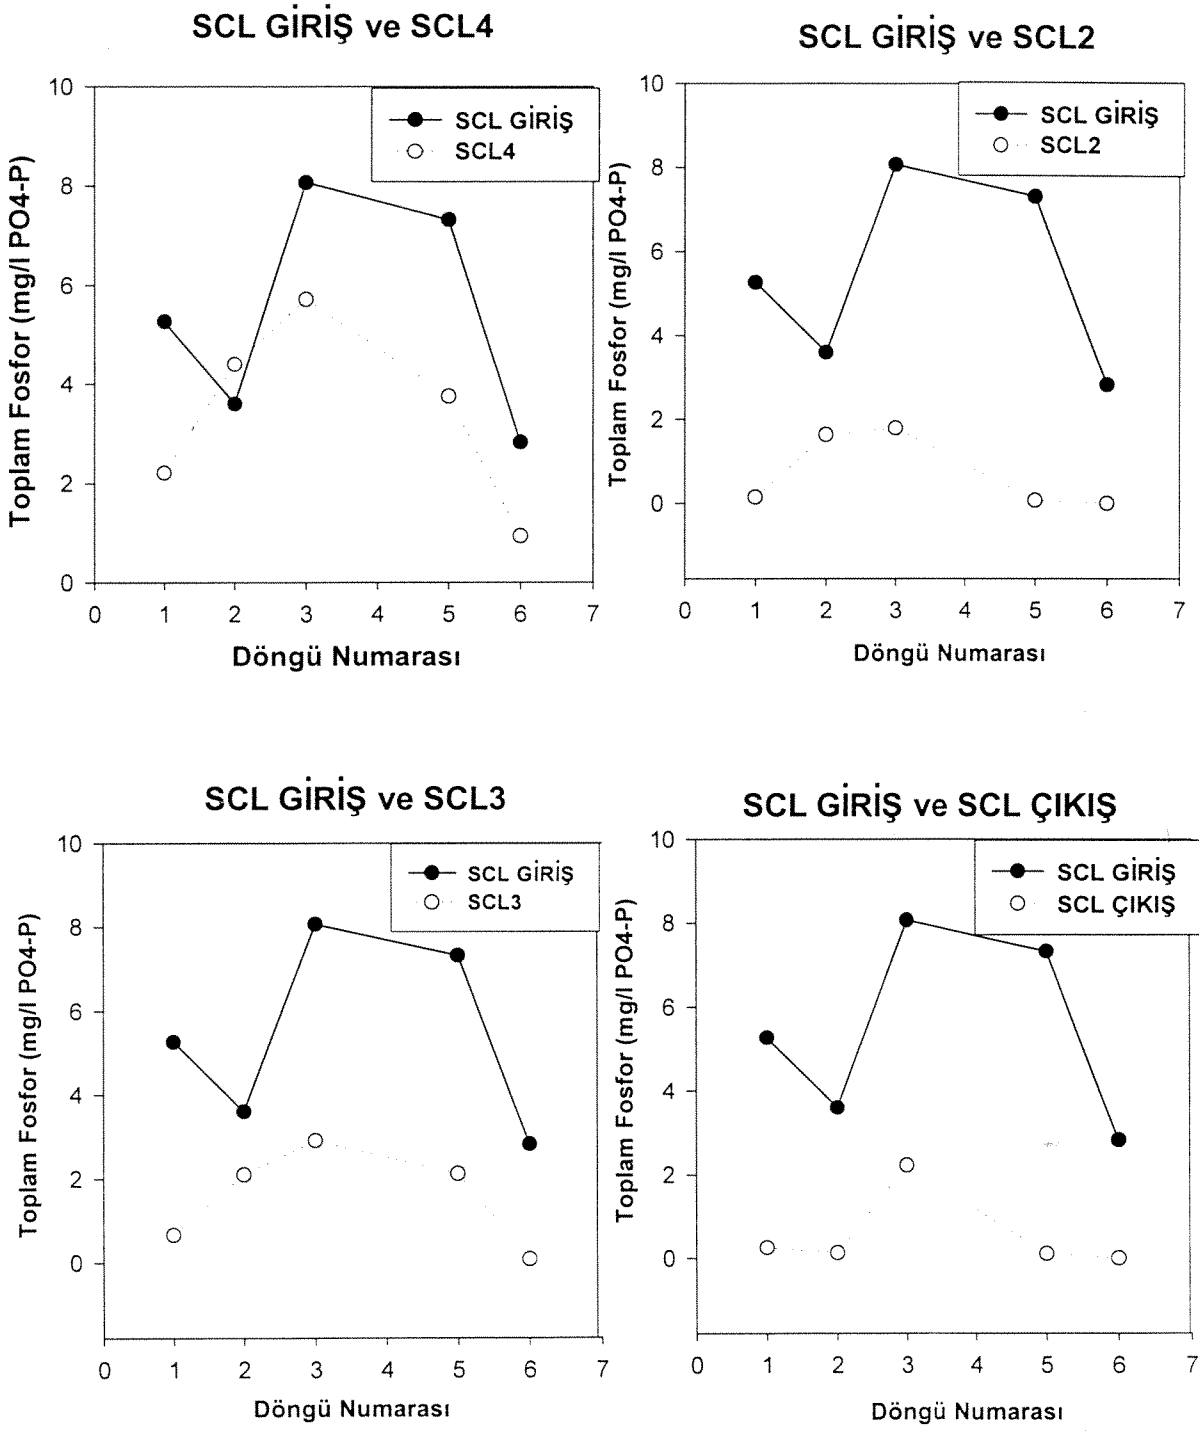 SCL GİRİŞ ve SCL4
10
8
6
4
2
0
0 1 2 3 4 5 6 7
Toplam Fosfor (mg/l PO4-P)
Döngü Numarası
SCL GİRİŞ
SCL4
SCL GİRİŞ ve SCL2
10
8
6
4
2
0
0 1 2 3 4 5 6 7
Toplam Fosfor (mg/l PO4-P)
Döngü Numarası
SCL GİRİŞ
SCL2
SCL GİRİŞ ve SCL3
10
8
6
4
2
0
0 1 2 3 4 5 6 7
Toplam Fosfor (mg/l PO4-P)
Döngü Numarası
SCL GİRİŞ
SCL3
SCL GİRİŞ ve SCL ÇIKIŞ
10
8
6
4
2
0
0 1 2 3 4 5 6 7
Toplam Fosfor (mg/l PO4-P)
Döngü Numarası
SCL GİRİŞ
SCL ÇIKIŞ